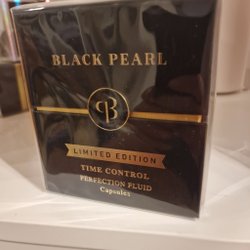 BLACK PEARL
LIMITED EDITION
TIME CONTROL
PERFECTION FLUID
Capsules